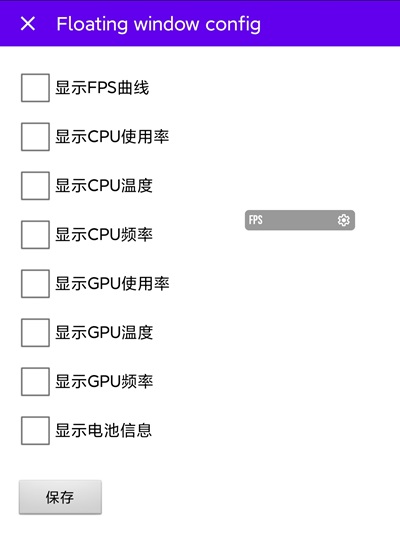 Floating window config
显示FPS曲线
显示CPU使用率
显示CPU温度
FPS
显示CPU频率
显示GPU使用率
显示GPU温度
显示GPU频率
显示电池信息
保存